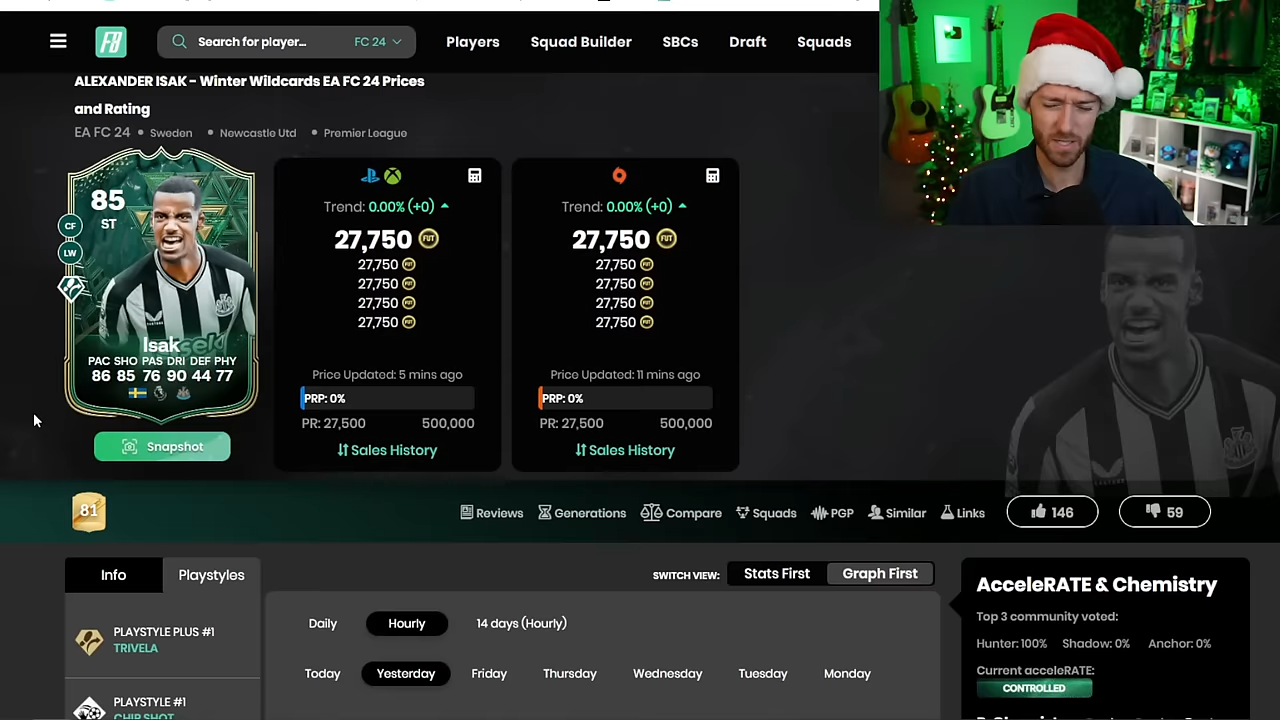 FB
Search for player...
FC 24
Players
Squad Builder
SBCs
Draft
Squads
ALEXANDER ISAK - Winter Wildcards EA FC 24 Prices
and Rating
EA FC 24 • Sweden • Newcastle Utd • Premier League
85
ST
CF
LW
Isak
PAC SHO PAS DRI DEF PHY
86 85 76 90 44 77
Snapshot
Trend: 0.00% (+0)
27,750 FUT
27,750
27,750
27,750
27,750
Price Updated: 5 mins ago
PRP: 0%
PR: 27,500 500,000
Sales History
Trend: 0.00% (+0)
27,750 FUT
27,750
27,750
27,750
27,750
Price Updated: 11 mins ago
PRP: 0%
PR: 27,500 500,000
Sales History
81
Reviews
Generations
Compare
Squads
PGP
Similar
Links
146
59
Info
Playstyles
SWITCH VIEW:
Stats First
Graph First
PLAYSTYLE PLUS #1
TRIVELA
PLAYSTYLE #1
CHIP SHOT
Daily
Hourly
14 days (Hourly)
Today
Yesterday
Friday
Thursday
Wednesday
Tuesday
Monday
AcceleRATE & Chemistry
Top 3 community voted:
Hunter: 100% Shadow: 0% Anchor: 0%
Current acceleRATE:
CONTROLLED